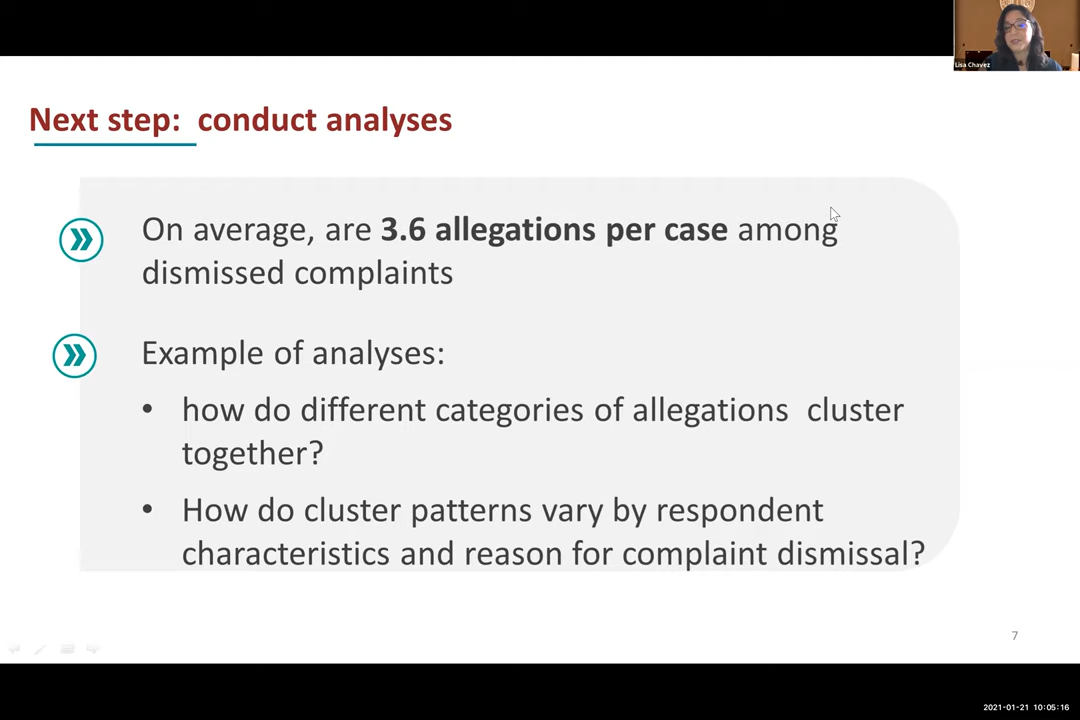 Lisa Chavez
Next step:  conduct analyses
On average, are 3.6 allegations per case among
dismissed complaints
Example of analyses:
• how do different categories of allegations  cluster
together?
• How do cluster patterns vary by respondent
characteristics and reason for complaint dismissal?
7
2021-01-21 10:05:16